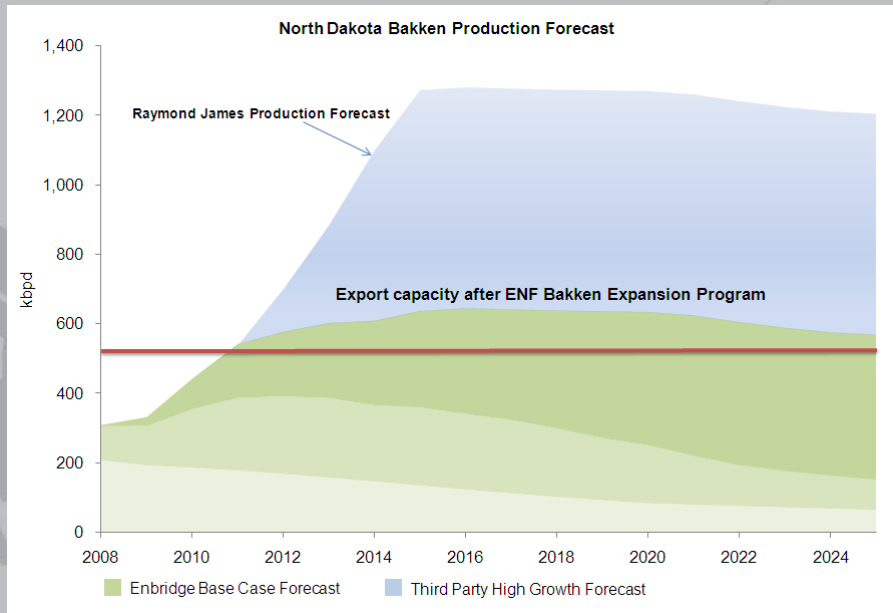 North Dakota Bakken Production Forecast
1,400
1,200
1,000
800
600
400
200
0
kbpd
Raymond James Production Forecast
Export capacity after ENF Bakken Expansion Program
2008 2010 2012 2014 2016 2018 2020 2022 2024
Enbridge Base Case Forecast Third Party High Growth Forecast